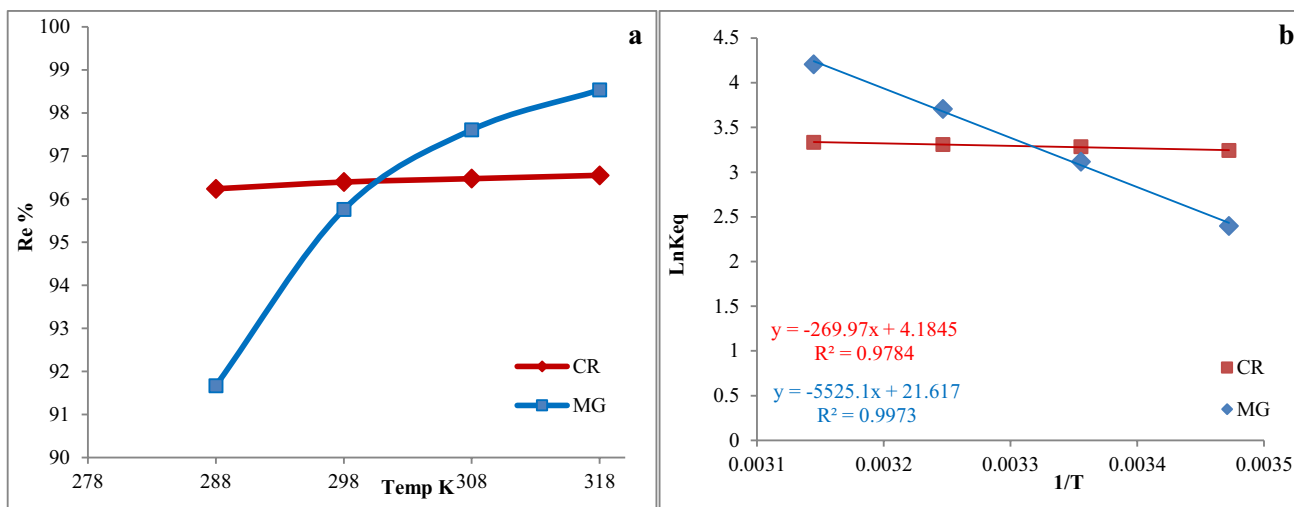 a
100
99
98
97
96
95
94
93
92
91
90
Re %
278
288
298
308
318
Temp K
CR
MG
b
4.5
4
3.5
3
2.5
2
1.5
1
0.5
0
LnKeq
y = -269.97x + 4.1845
R² = 0.9784
y = -5525.1x + 21.617
R² = 0.9973
CR
MG
0.0031
0.0032
0.0033
0.0034
0.0035
1/T